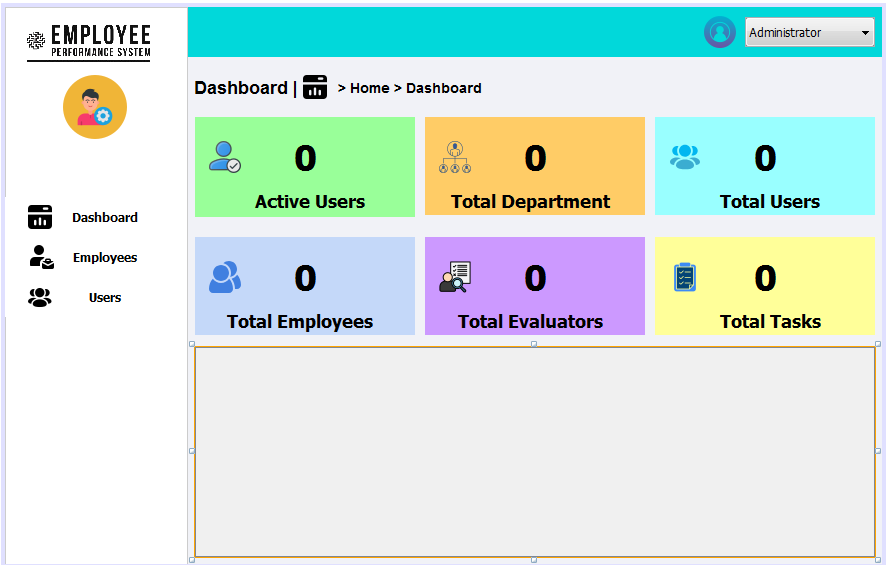 EMPLOYEE
PERFORMANCE SYSTEM
Administrator
Dashboard | > Home > Dashboard
0
Active Users
0
Total Department
0
Total Users
Dashboard
Employees
Users
0
Total Employees
0
Total Evaluators
0
Total Tasks